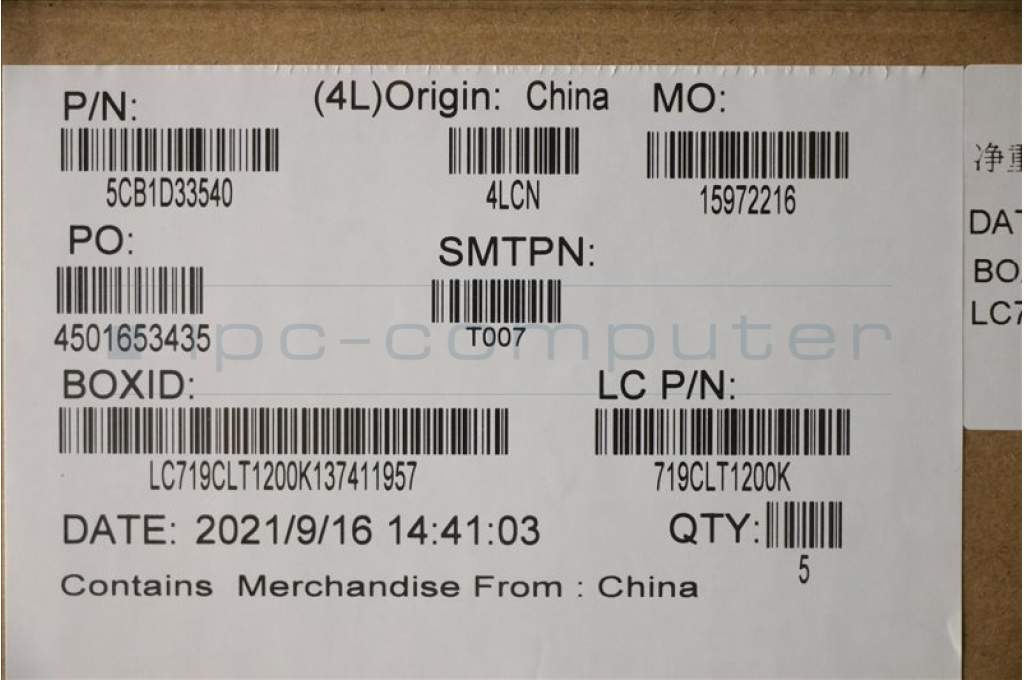 P/N:
(4L)Origin: China
MO:
5CB1D33540
4LCN
15972216
PO:
SMTPN:
4501653435
T007
ipc-computer
BOXID:
LC P/N:
LC719CLT1200K137411957
719CLT1200K
DATE: 2021/9/16 14:41:03
QTY:
5
Contains Merchandise From : China
净重
DAT
BO
LC7